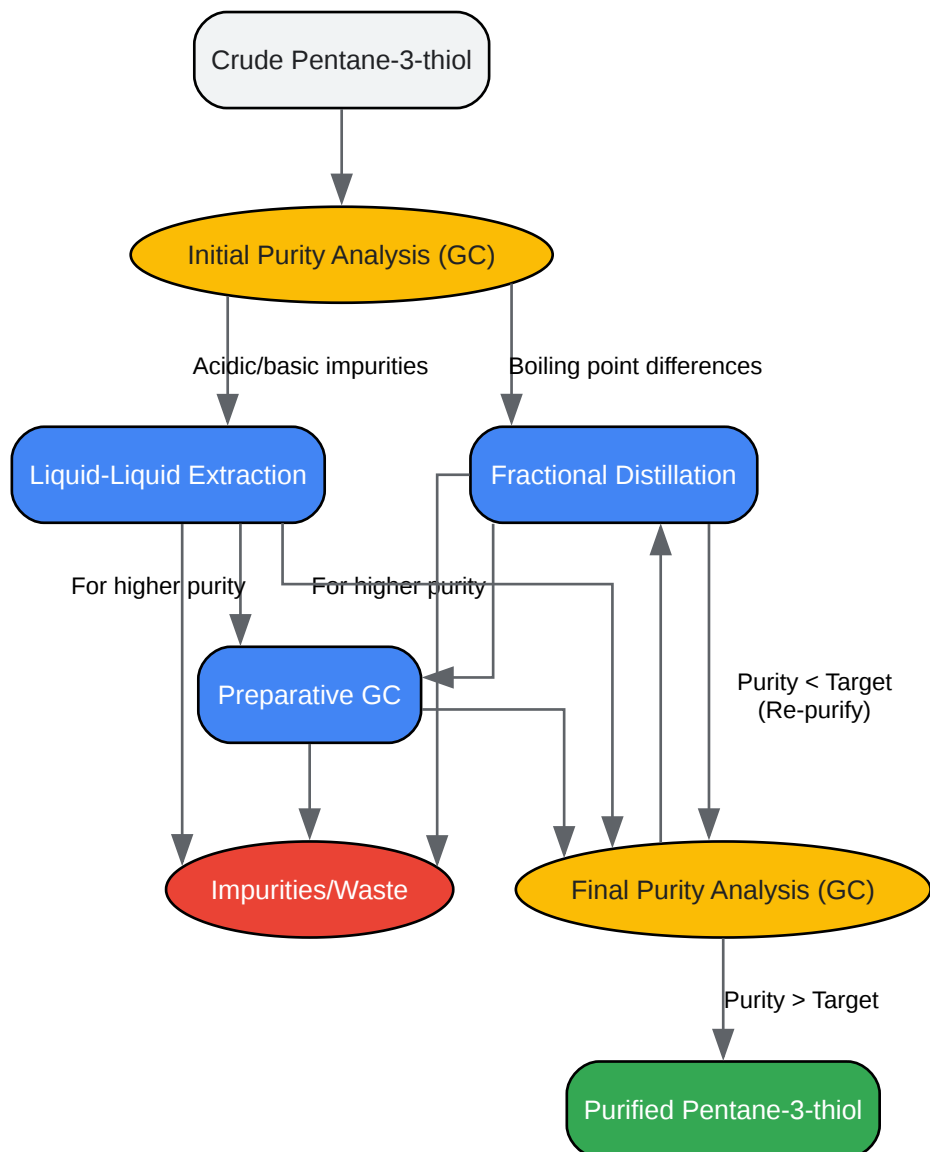 Crude Pentane-3-thiol
Initial Purity Analysis (GC)
Acidic/basic impurities
Boiling point differences
Liquid-Liquid Extraction
Fractional Distillation
For higher purity
For higher purity
Preparative GC
Purity < Target
(Re-purify)
Impurities/Waste
Final Purity Analysis (GC)
Purity > Target
Purified Pentane-3-thiol